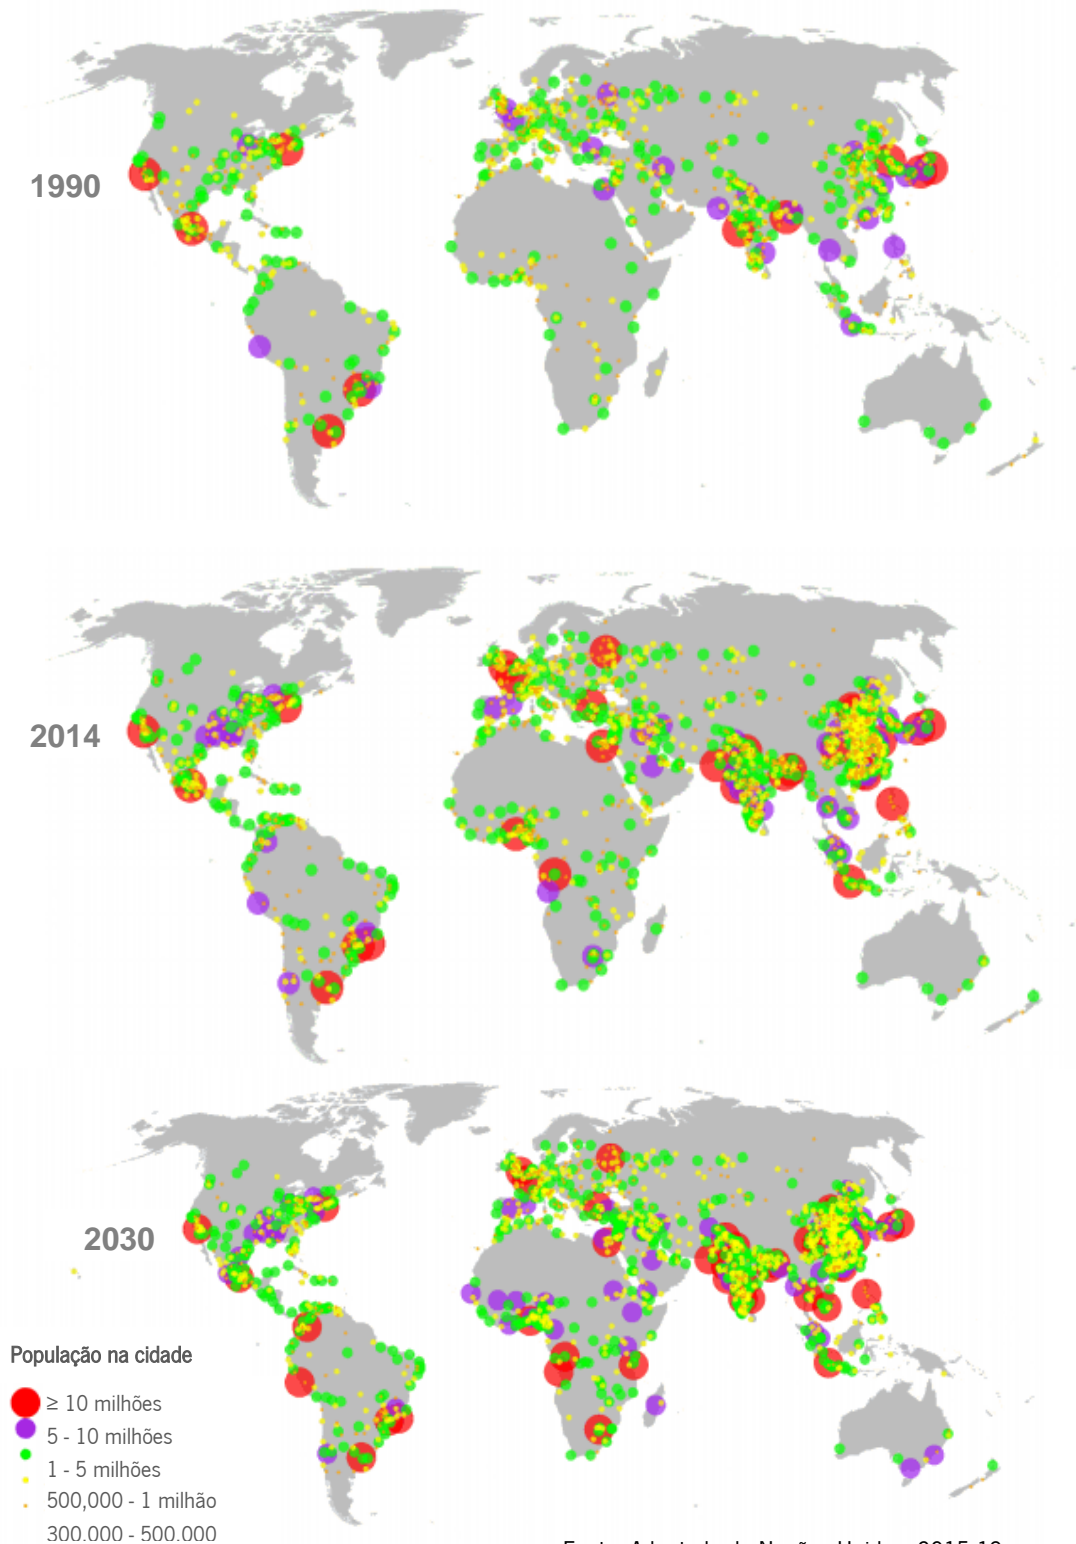 1990
2014
2030
População na cidade
≥ 10 milhões
5 - 10 milhões
1 - 5 milhões
500,000 - 1 milhão
300,000 - 500,000